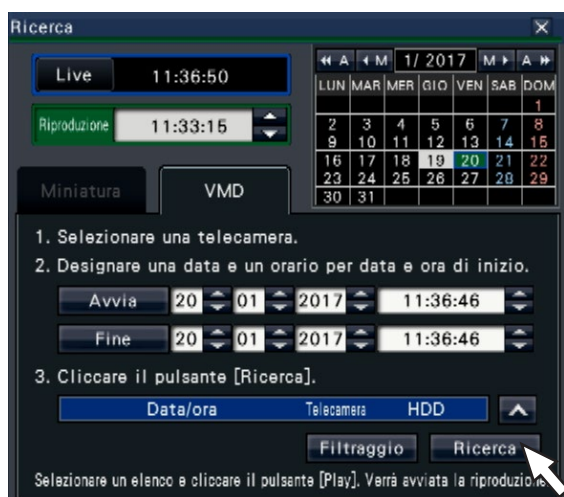 Ricerca
Live 11:36:50
Riproduzione 11:33:15
A M 1/ 2017 M A
LUN MAR MER GIO VEN SAB DOM
1
2 3 4 5 6 7 8
9 10 11 12 13 14 15
16 17 18 19 20 21 22
23 24 25 26 27 28 29
30 31
Miniatura VMD
1. Selezionare una telecamera.
2. Designare una data e un orario per data e ora di inizio.
Avvia 20 01 2017 11:36:46
Fine 20 01 2017 11:36:46
3. Cliccare il pulsante [Ricerca].
Data/ora Telecamera HDD
Filtraggio Ricerca
Selezionare un elenco e cliccare il pulsante [Play]. Verrà avviata la riproduzione.